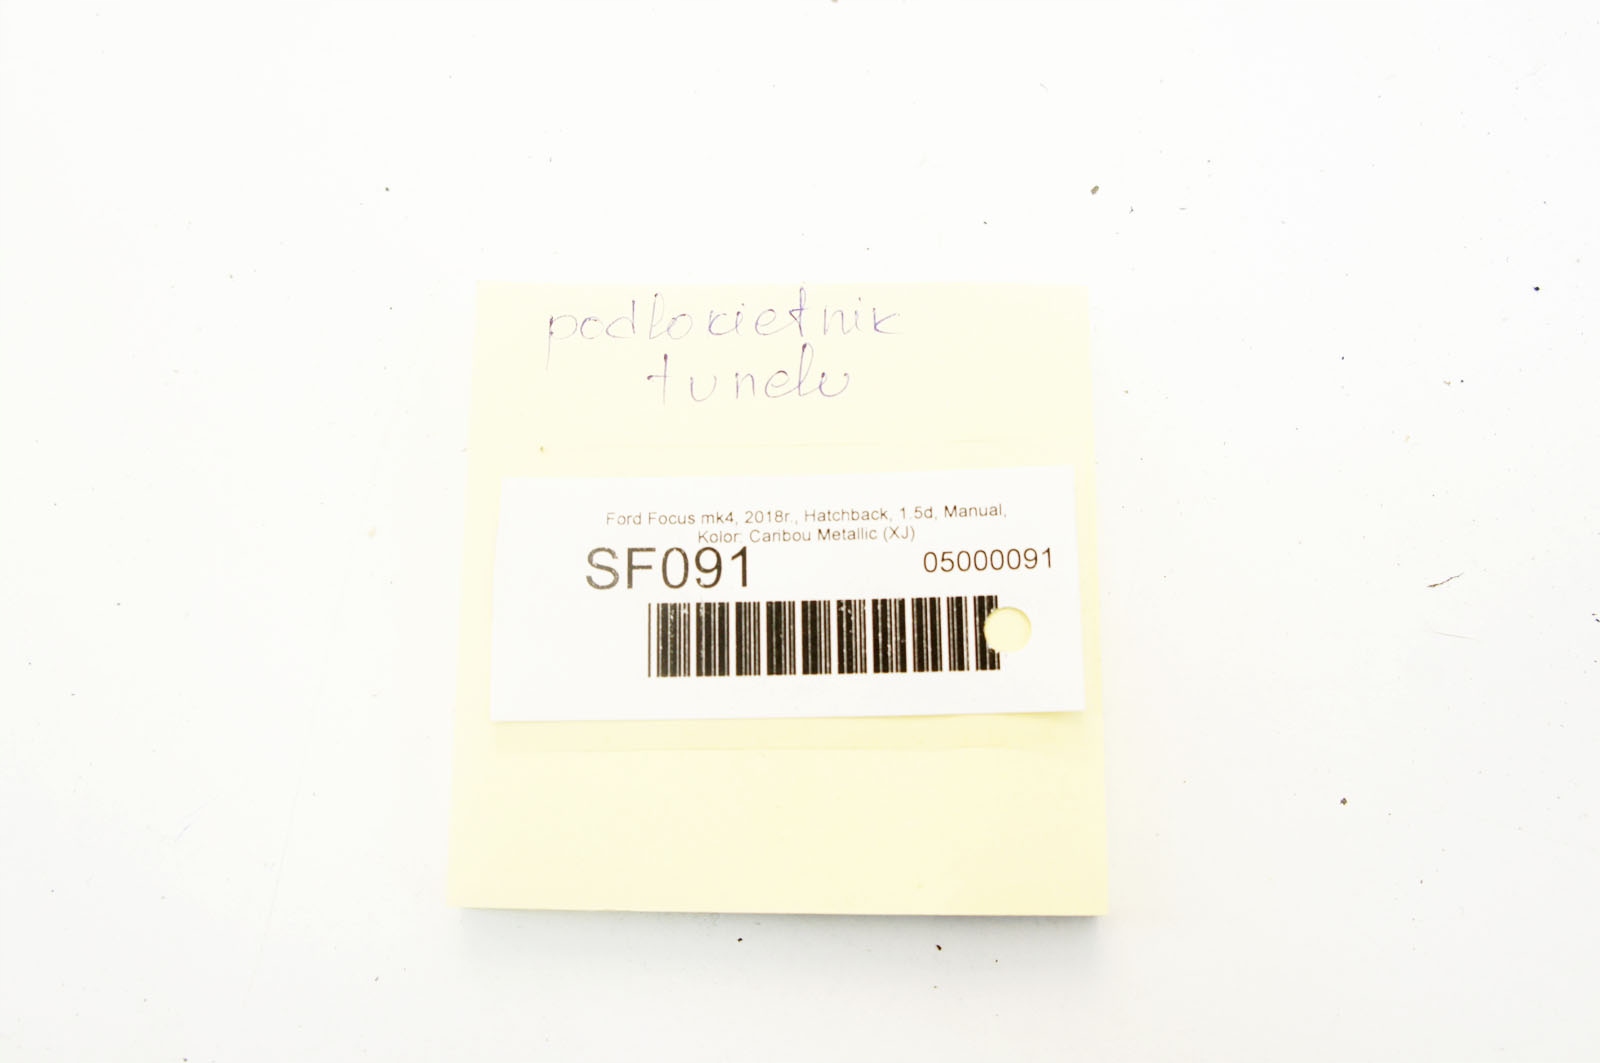 podłokietnik
tunelu
Ford Focus mk4, 2018r., Hatchback, 1.5d, Manual,
Kolor: Caribou Metallic (XJ)
SF091 05000091